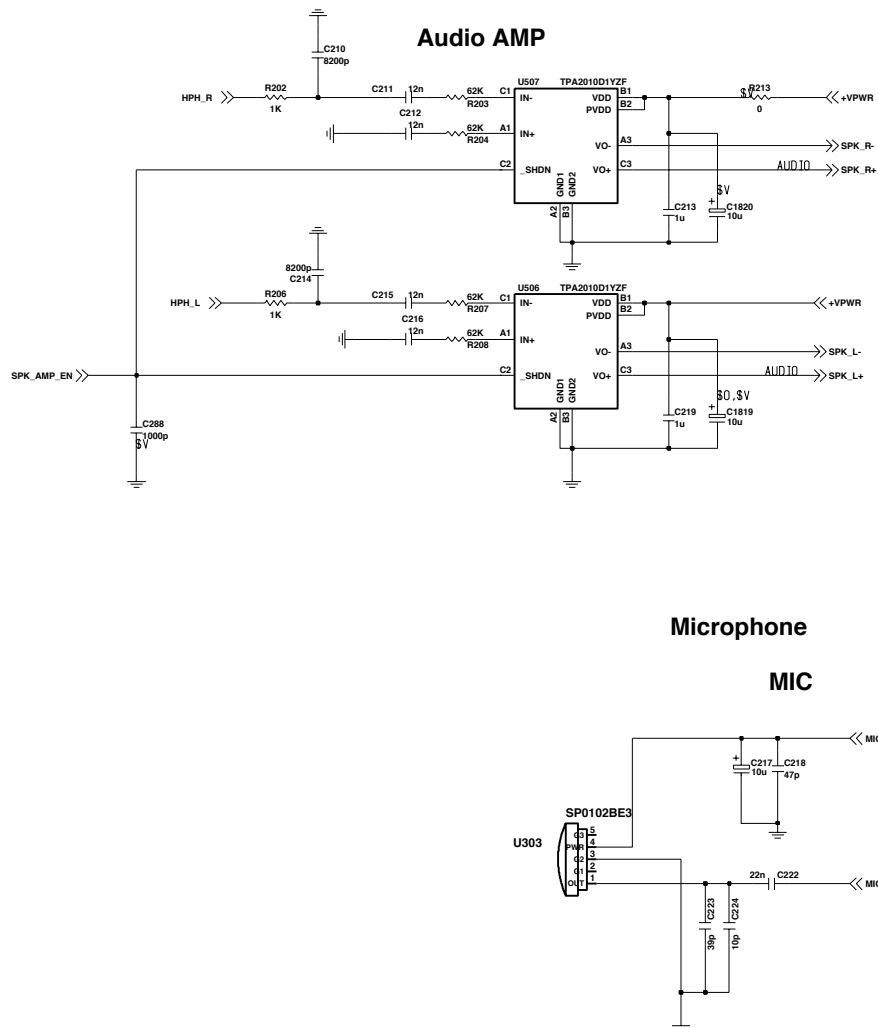 Audio AMP
C210
8200p
HPH_R
R202
1K
C211
12n
62K
R203
C212
12n
62K
R204
U507
TPA2010D1YZF
C1
IN-
A1
IN+
C2
_SHDN
VDD
B1
PVDD
B2
VO-
A3
VO+
C3
GND1
GND2
A2
B3
$V
R213
0
+VPWR
SPK_R-
AUDIO
SPK_R+
C213
1u
$V
+
C1820
10u
8200p
C214
HPH_L
R206
1K
C215
12n
62K
R207
C216
12n
62K
R208
U506
TPA2010D1YZF
C1
IN-
A1
IN+
C2
_SHDN
VDD
B1
PVDD
B2
VO-
A3
VO+
C3
GND1
GND2
A2
B3
+VPWR
SPK_L-
AUDIO
SPK_L+
C219
1u
$O,$V
+
C1819
10u
SPK_AMP_EN
C288
1000p
$V
Microphone
MIC
+
C217
10u
C218
47p
MIC
SP0102BE3
U303
G3
5
PWR
4
G2
3
G1
2
OUT
1
22n
C222
MIC
C223
39p
C224
10p